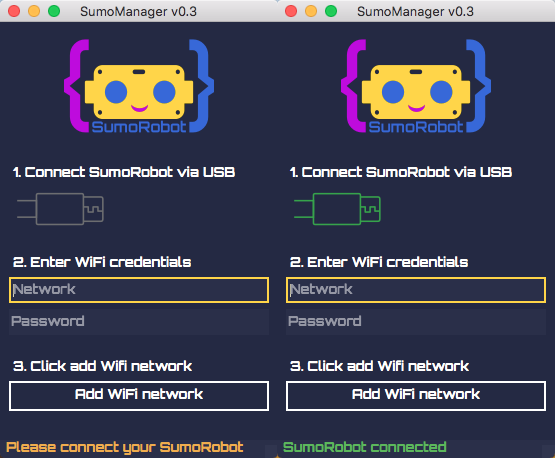 SumoManager v0.3
SumoRobot
1. Connect SumoRobot via USB
2. Enter WiFi credentials
Network
Password
3. Click add Wifi network
Add WiFi network
Please connect your SumoRobot
SumoManager v0.3
SumoRobot
1. Connect SumoRobot via USB
2. Enter WiFi credentials
Network
Password
3. Click add Wifi network
Add WiFi network
SumoRobot connected